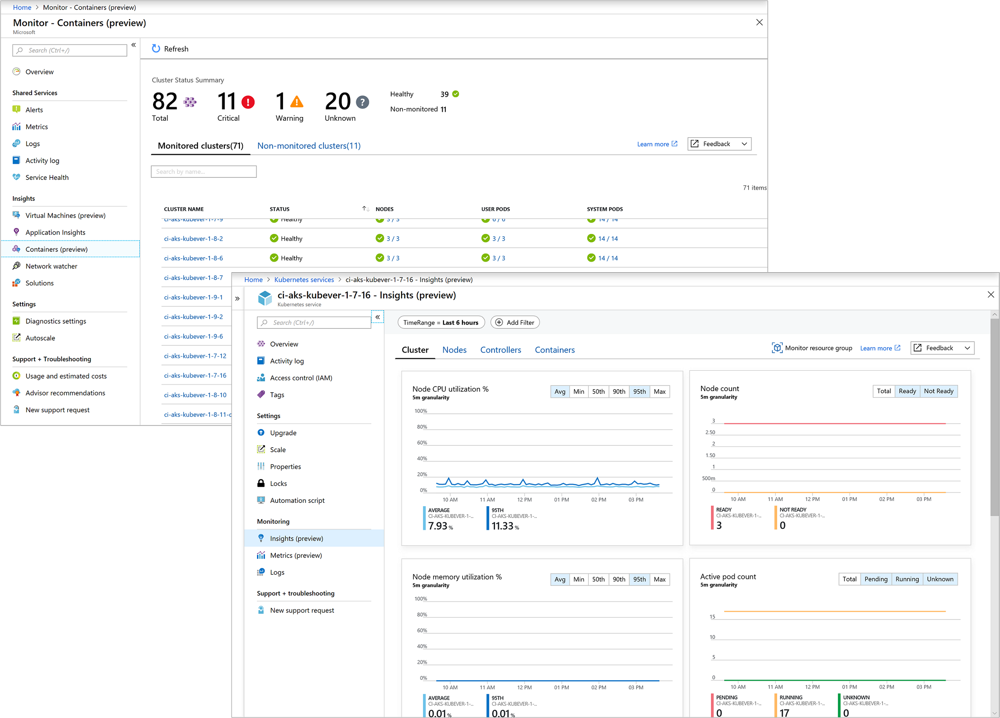 Home > Monitor - Containers (preview)
Monitor - Containers (preview)
Microsoft
Search (Ctrl+/)
«
Overview
Shared Services
Alerts
Metrics
Logs
Activity log
Service Health
Insights
Virtual Machines (preview)
Application Insights
Containers (preview)
Network watcher
Solutions
Settings
Diagnostics settings
Autoscale
Support + Troubleshooting
Usage and estimated costs
Advisor recommendations
New support request
Refresh
Cluster Status Summary
82 11 1 20
Total Critical Warning Unknown
Healthy 39
Non-monitored 11
Monitored clusters(71) Non-monitored clusters(11)
Learn more Feedback
Search by name...
71 items
CLUSTER NAME STATUS NODES USER PODS SYSTEM PODS
ci-aks-kubever-1-7-9 Healthy 3 / 3 6 / 6 14 / 14
ci-aks-kubever-1-8-2 Healthy 3 / 3 3 / 3 14 / 14
ci-aks-kubever-1-8-6 Healthy 3 / 3 3 / 3 14 / 14
ci-aks-kubever-1-8-7
ci-aks-kubever-1-9-1
ci-aks-kubever-1-9-2
ci-aks-kubever-1-9-6
ci-aks-kubever-1-7-12
ci-aks-kubever-1-7-16
ci-aks-kubever-1-8-10
ci-aks-kubever-1-8-11-c
Home > Kubernetes services > ci-aks-kubever-1-7-16 - Insights (preview)
»
ci-aks-kubever-1-7-16 - Insights (preview)
Kubernetes service
Search (Ctrl+/)
«
Overview
Activity log
Access control (IAM)
Tags
Settings
Upgrade
Scale
Properties
Locks
Automation script
Monitoring
Insights (preview)
Metrics (preview)
Logs
Support + troubleshooting
New support request
TimeRange = Last 6 hours Add Filter
Cluster Nodes Controllers Containers
Monitor resource group Learn more Feedback
Node CPU utilization %
5m granularity
Avg Min 50th 90th 95th Max
100%
80%
60%
40%
20%
0%
10 AM 11 AM 12 PM 01 PM 02 PM 03 PM
AVERAGE 95TH
CI-AKS-KUBEVER-1-... CI-AKS-KUBEVER-1-...
7.93 % 11.33 %
Node count
5m granularity
Total Ready Not Ready
3
2.50
2
1.50
1
500m
0
10 AM 11 AM 12 PM 01 PM 02 PM 03 PM
READY NOT READY
CI-AKS-KUBEVER-1-... CI-AKS-KUBEVER-1-...
3 0
Node memory utilization %
5m granularity
Avg Min 50th 90th 95th Max
100%
80%
60%
40%
20%
0%
10 AM 11 AM 12 PM 01 PM 02 PM 03 PM
AVERAGE 95TH
CI-AKS-KUBEVER-1-... CI-AKS-KUBEVER-1-...
0.01 % 0.01 %
Active pod count
5m granularity
Total Pending Running Unknown
15
10
5
0
10 AM 11 AM 12 PM 01 PM 02 PM 03 PM
PENDING RUNNING UNKNOWN
CI-AKS-KUBEVER-1-... CI-AKS-KUBEVER-1-... CI-AKS-KUBEVER-1-...
0 17 0